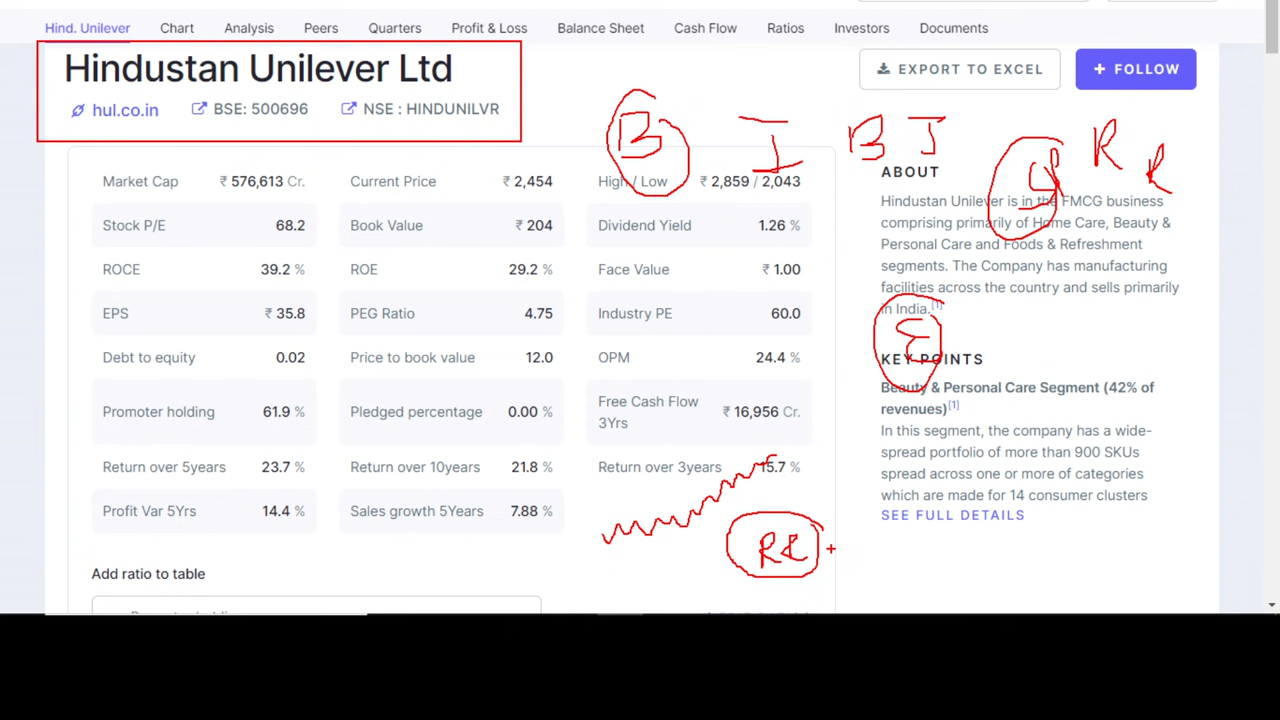 Hind. Unilever Chart Analysis Peers Quarters Profit & Loss Balance Sheet Cash Flow Ratios Investors Documents
Hindustan Unilever Ltd
hul.co.in BSE: 500696 NSE : HINDUNILVR
EXPORT TO EXCEL
+ FOLLOW
B I B I
R R
Market Cap ₹ 576,613 Cr.
Current Price ₹ 2,454
High / Low ₹ 2,859 / 2,043
Stock P/E 68.2
Book Value ₹ 204
Dividend Yield 1.26 %
ROCE 39.2 %
ROE 29.2 %
Face Value ₹ 1.00
EPS ₹ 35.8
PEG Ratio 4.75
Industry PE 60.0
Debt to equity 0.02
Price to book value 12.0
OPM 24.4 %
Promoter holding 61.9 %
Pledged percentage 0.00 %
Free Cash Flow
3Yrs ₹ 16,956 Cr.
Return over 5years 23.7 %
Return over 10years 21.8 %
Return over 3years 15.7 %
Profit Var 5Yrs 14.4 %
Sales growth 5Years 7.88 %
Add ratio to table
ABOUT
Hindustan Unilever is in the FMCG business
comprising primarily of Home Care, Beauty &
Personal Care and Foods & Refreshment
segments. The Company has manufacturing
facilities across the country and sells primarily
in India.[1]
KEY POINTS
Beauty & Personal Care Segment (42% of
revenues)[1]
In this segment, the company has a wide-
spread portfolio of more than 900 SKUs
spread across one or more of categories
which are made for 14 consumer clusters
SEE FULL DETAILS